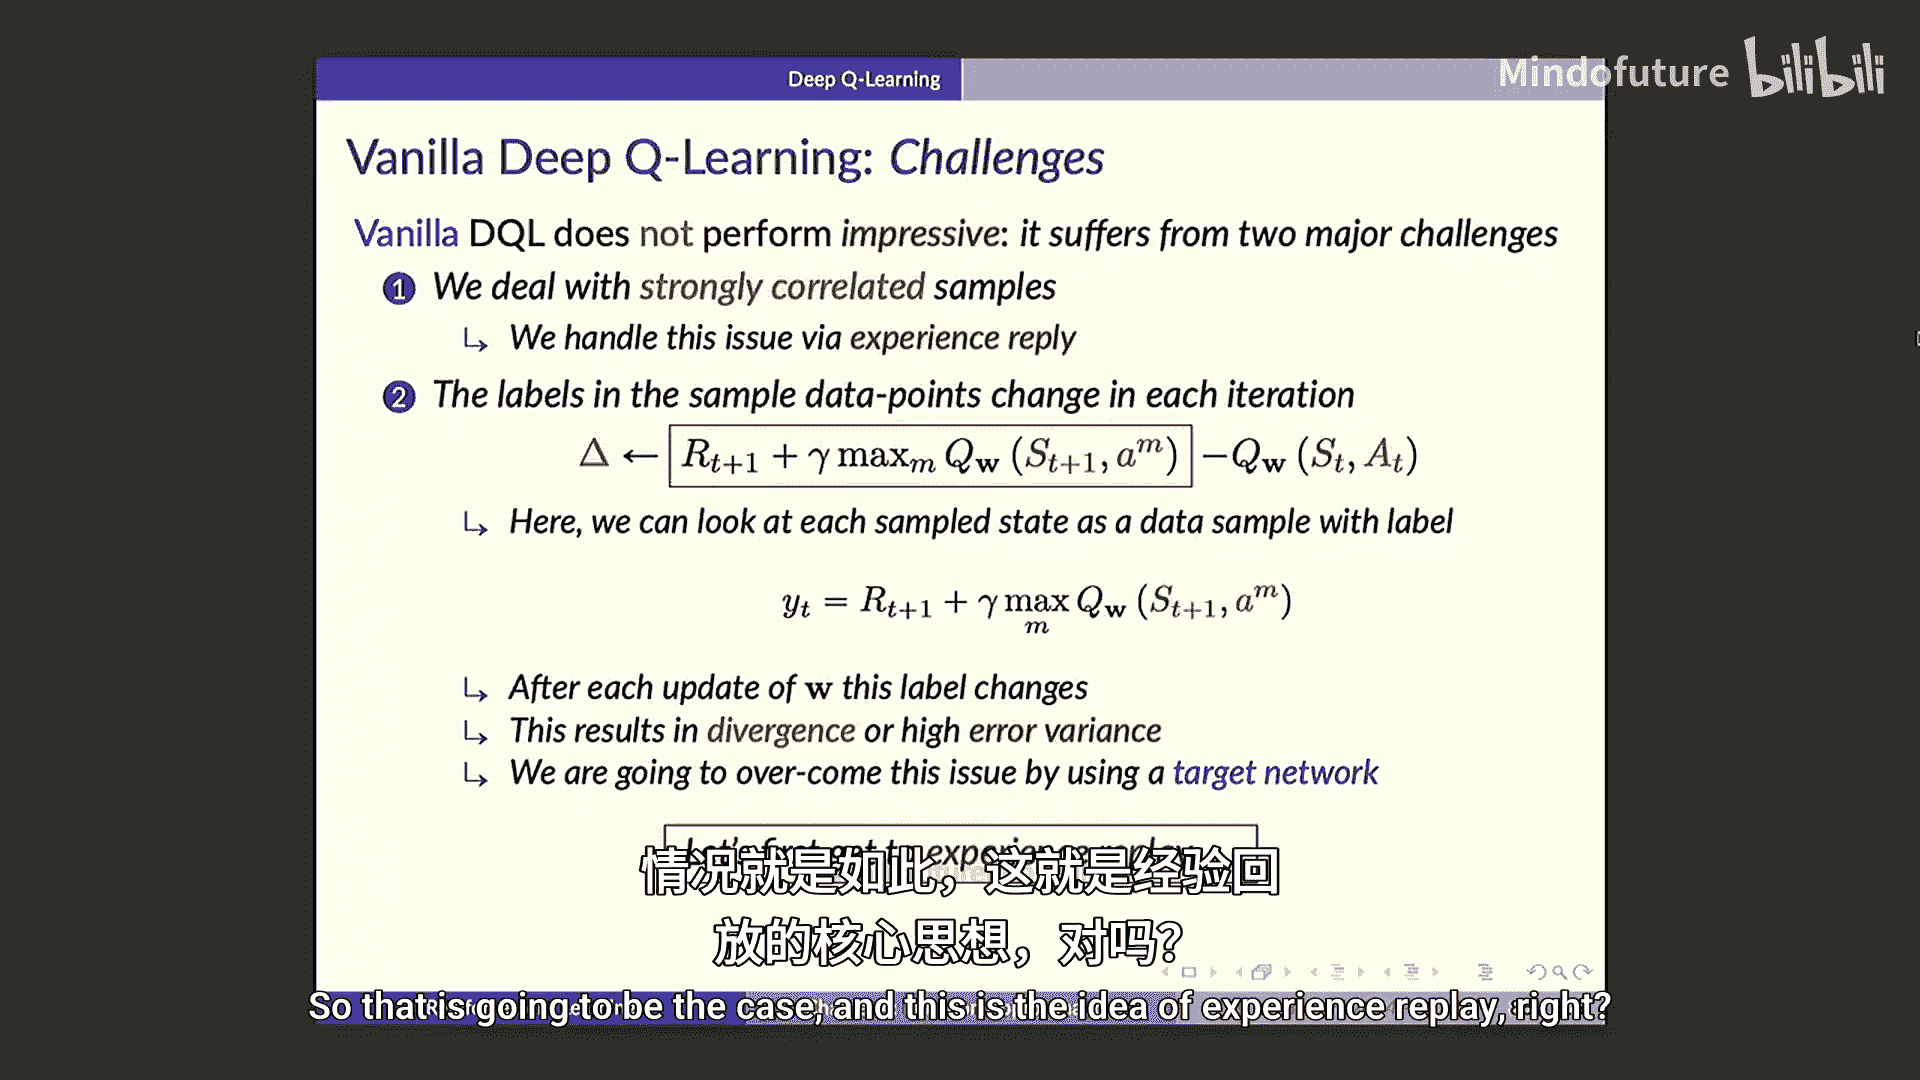 Mindofuture bilibili
Deep Q-Learning
Vanilla Deep Q-Learning: Challenges
Vanilla DQL does not perform impressive: it suffers from two major challenges
1 We deal with strongly correlated samples
↳ We handle this issue via experience reply
2 The labels in the sample data-points change in each iteration
Δ ← R_{t+1} + γ max_m Q_w (S_{t+1}, a^m) − Q_w (S_t, A_t)
↳ Here, we can look at each sampled state as a data sample with label
y_t = R_{t+1} + γ max_m Q_w (S_{t+1}, a^m)
↳ After each update of w this label changes
↳ This results in divergence or high error variance
↳ We are going to over-come this issue by using a target network
Let's first get to experience replay
情况就是如此，这就是经验回
放的核心思想，对吗？
So that is going to be the case, and this is the idea of experience replay, right?